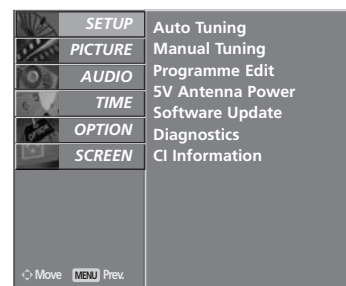 SETUP
PICTURE
AUDIO
TIME
OPTION
SCREEN
Auto Tuning
Manual Tuning
Programme Edit
5V Antenna Power
Software Update
Diagnostics
CI Information
Move MENU Prev.